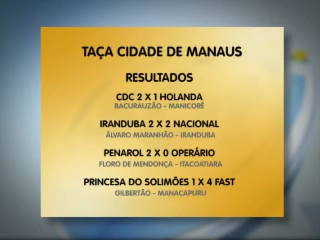 TAÇA CIDADE DE MANAUS
RESULTADOS
CDC 2 X 1 HOLANDA
BACURAUZÃO - MANICORÉ
IRANDUBA 2 X 2 NACIONAL
ÁLVARO MARANHÃO - IRANDUBA
PENAROL 2 X 0 OPERÁRIO
FLORO DE MENDONÇA - ITACOATIARA
PRINCESA DO SOLIMÕES 1 X 4 FAST
GILBERTÃO - MANACAPURU